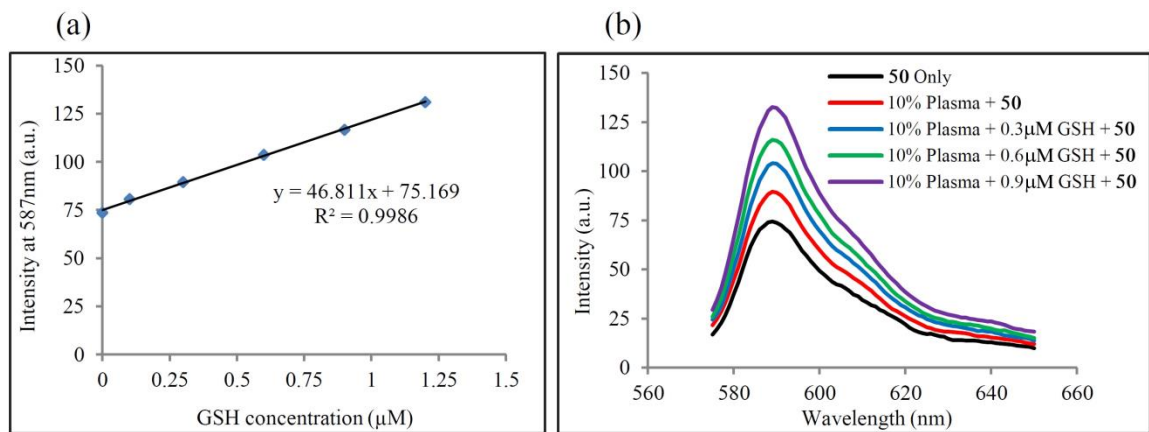 (a)
150
125
100
75
50
25
0
0
0.25
0.5
0.75
1
1.25
1.5
Intensity at 587nm (a.u.)
GSH concentration (µM)
y = 46.811x + 75.169
R² = 0.9986
(b)
150
125
100
75
50
25
0
560
580
600
620
640
660
Intensity (a.u.)
Wavelength (nm)
50 Only
10% Plasma + 50
10% Plasma + 0.3µM GSH + 50
10% Plasma + 0.6µM GSH + 50
10% Plasma + 0.9µM GSH + 50